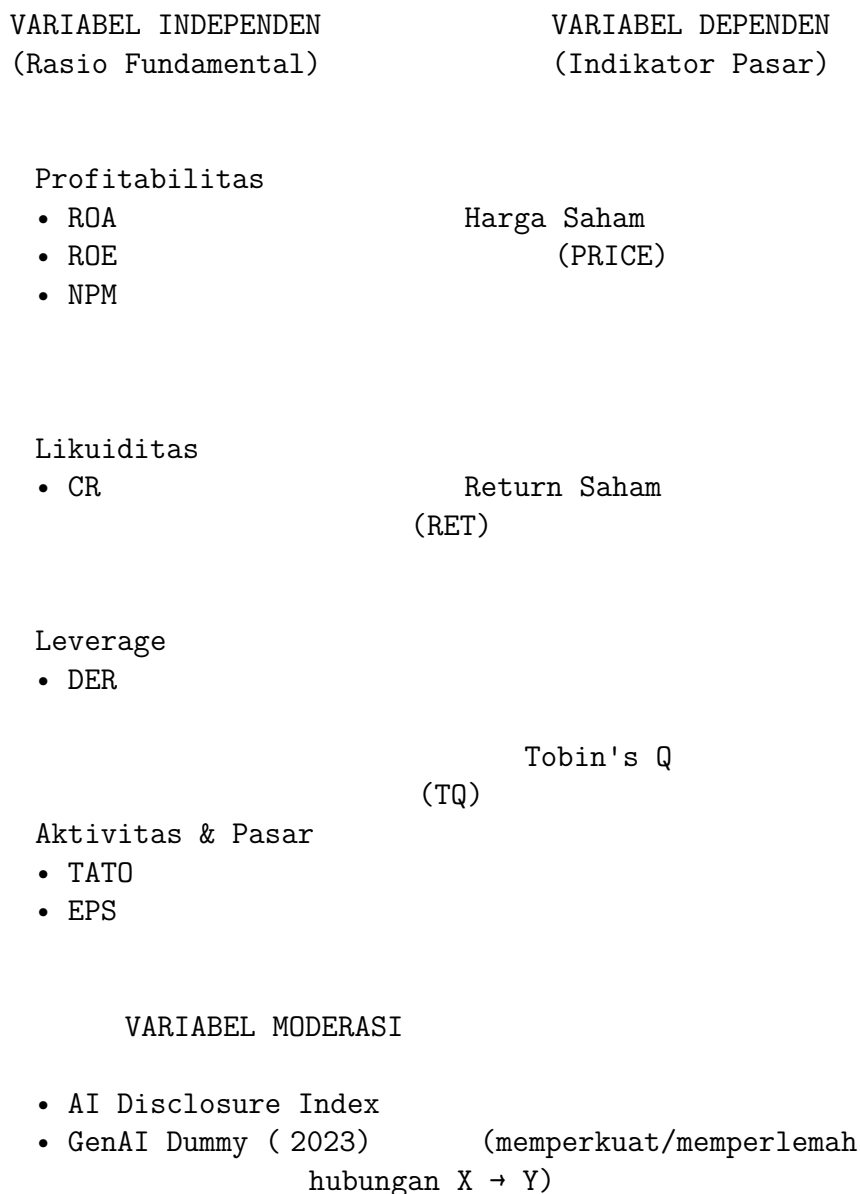 VARIABEL INDEPENDEN VARIABEL DEPENDEN
(Rasio Fundamental) (Indikator Pasar)
Profitabilitas
• ROA Harga Saham
• ROE (PRICE)
• NPM
Likuiditas
• CR Return Saham
(RET)
Leverage
• DER
Tobin's Q
(TQ)
Aktivitas & Pasar
• TATO
• EPS
VARIABEL MODERASI
• AI Disclosure Index
• GenAI Dummy ( 2023) (memperkuat/memperlemah
hubungan X → Y)